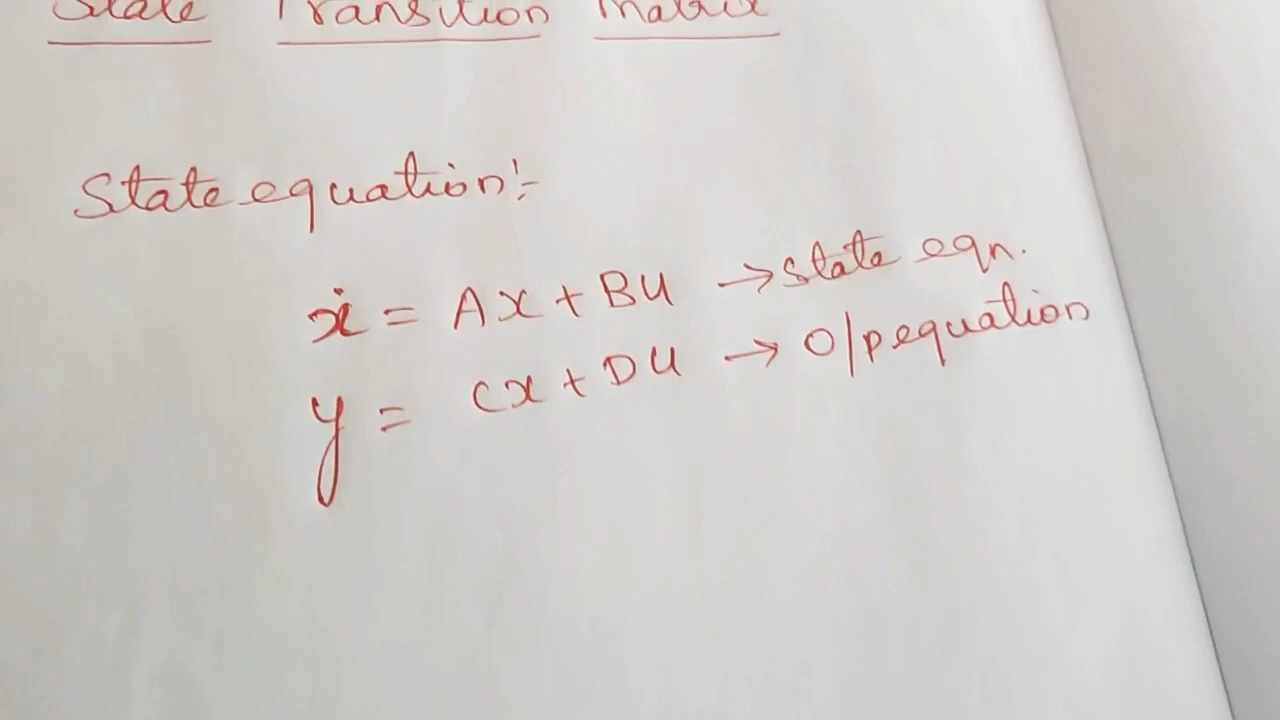 State Transition Matrix
State equation:-
ẋ = Ax + Bu → state eqn.
y = Cx + Du → O/p equation